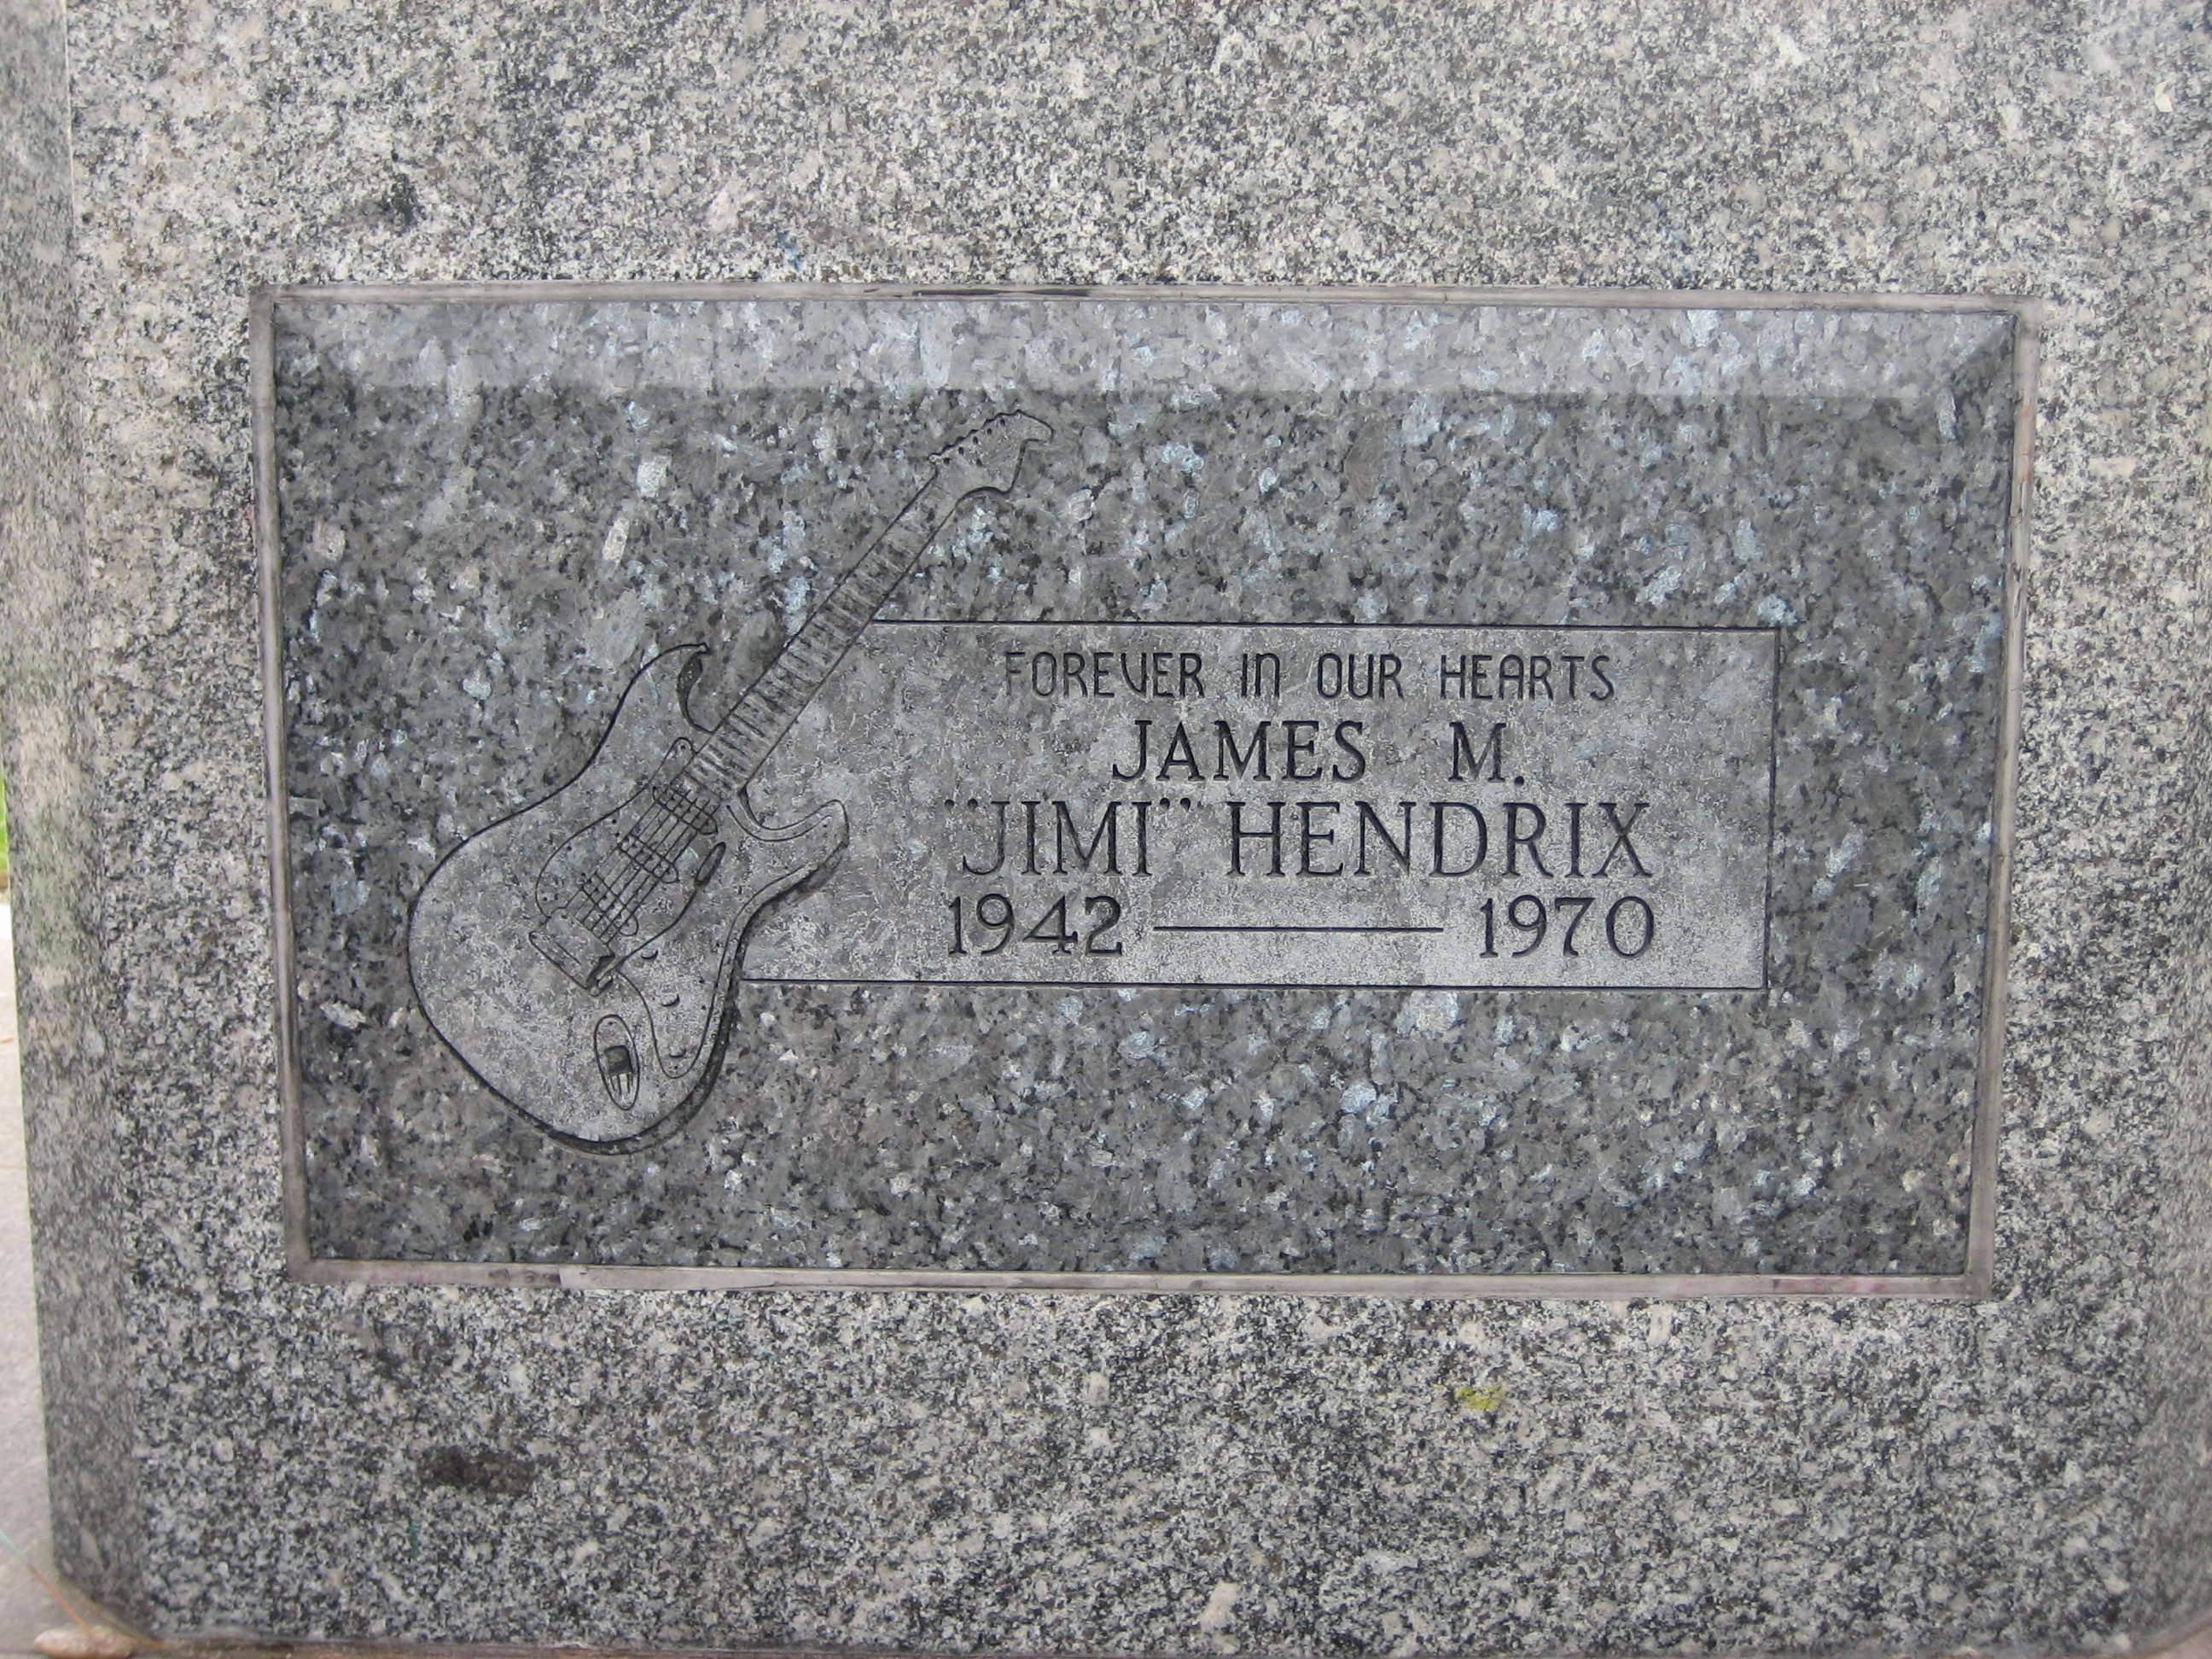 FOREVER IN OUR HEARTS
JAMES M.
"JIMI" HENDRIX
1942 — 1970